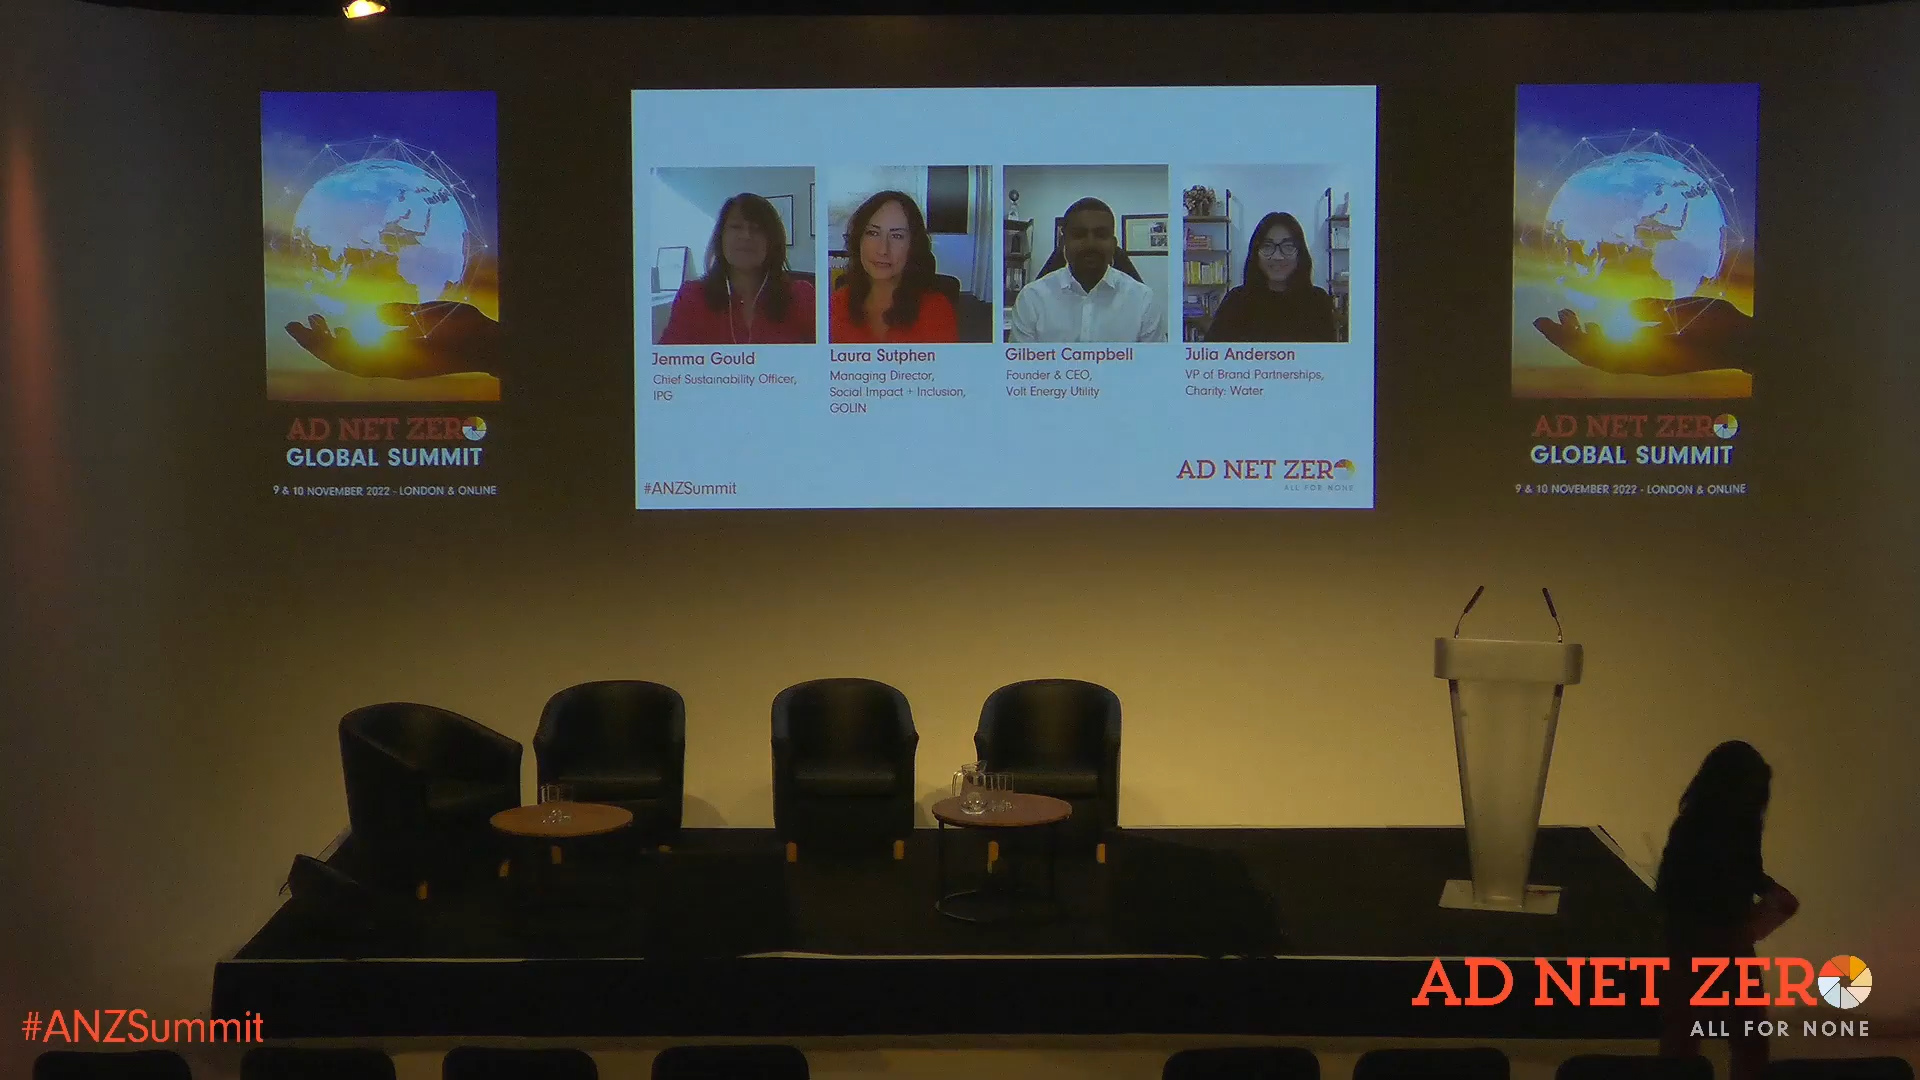 AD NET ZERO
GLOBAL SUMMIT
9 & 10 NOVEMBER 2022 - LONDON & ONLINE
Jemma Gould
Chief Sustainability Officer,
IPG
Laura Sutphen
Managing Director,
Social Impact + Inclusion,
GOLIN
Gilbert Campbell
Founder & CEO,
Volt Energy Utility
Julia Anderson
VP of Brand Partnerships,
Charity: Water
#ANZSummit
AD NET ZERO
ALL FOR NONE
AD NET ZERO
GLOBAL SUMMIT
9 & 10 NOVEMBER 2022 - LONDON & ONLINE
#ANZSummit
AD NET ZERO
ALL FOR NONE